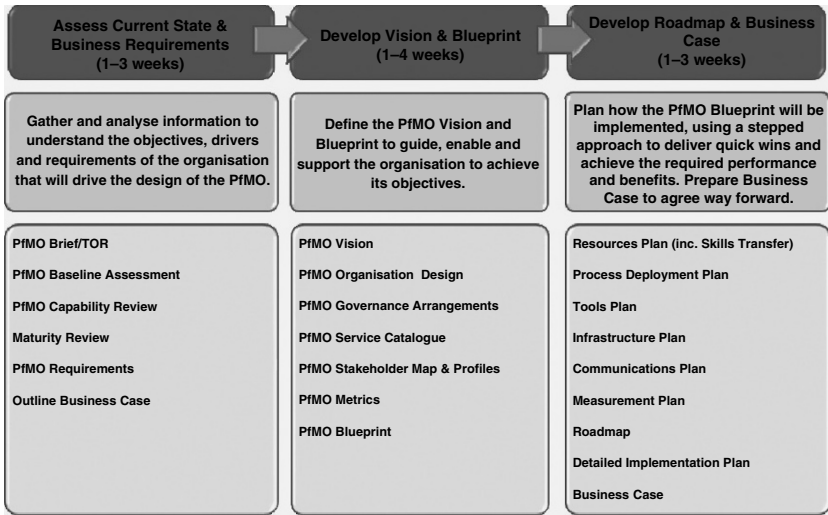 Assess Current State &
Business Requirements
(1–3 weeks)
Develop Vision & Blueprint
(1–4 weeks)
Develop Roadmap & Business
Case
(1–3 weeks)
Gather and analyse information to
understand the objectives, drivers
and requirements of the organisation
that will drive the design of the PfMO.
Define the PfMO Vision and
Blueprint to guide, enable and
support the organisation to achieve
its objectives.
Plan how the PfMO Blueprint will be
implemented, using a stepped
approach to deliver quick wins and
achieve the required performance
and benefits. Prepare Business
Case to agree way forward.
PfMO Brief/TOR
PfMO Baseline Assessment
PfMO Capability Review
Maturity Review
PfMO Requirements
Outline Business Case
PfMO Vision
PfMO Organisation Design
PfMO Governance Arrangements
PfMO Service Catalogue
PfMO Stakeholder Map & Profiles
PfMO Metrics
PfMO Blueprint
Resources Plan (inc. Skills Transfer)
Process Deployment Plan
Tools Plan
Infrastructure Plan
Communications Plan
Measurement Plan
Roadmap
Detailed Implementation Plan
Business Case